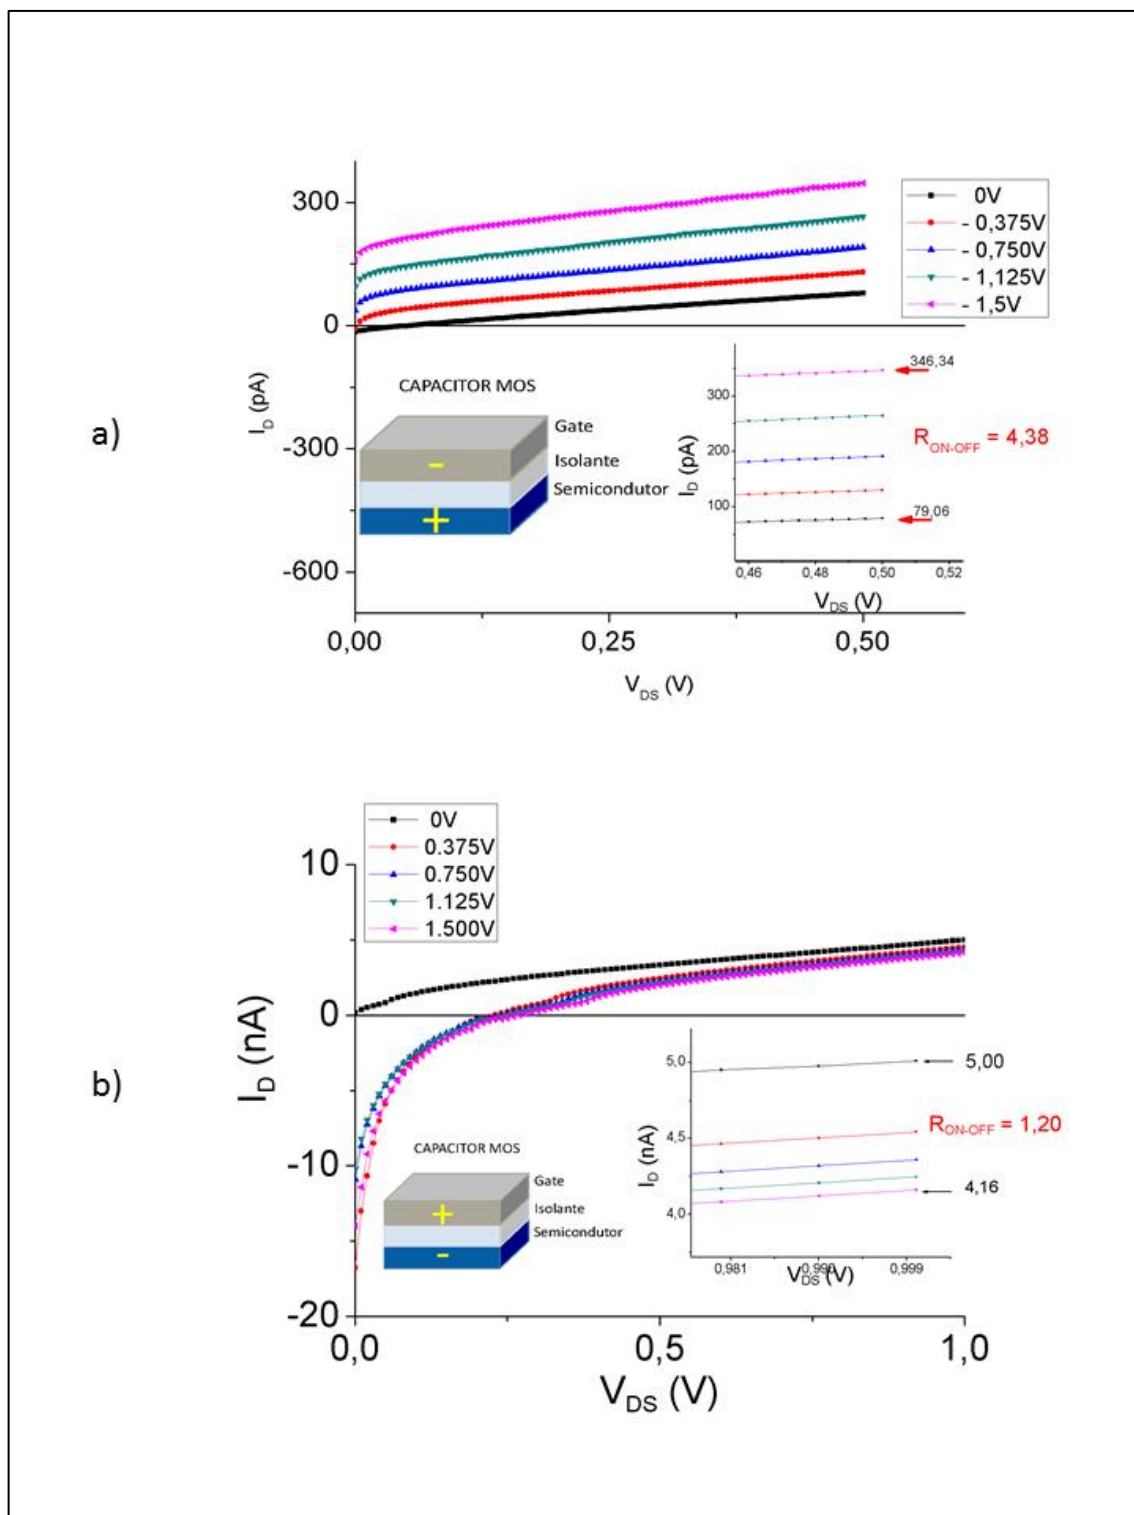 a)
300
0
-300
-600
I_D (pA)
0,00
0,25
0,50
V_DS (V)
0V
- 0,375V
- 0,750V
- 1,125V
- 1,5V
CAPACITOR MOS
Gate
Isolante
Semicondutor
-
+
300
200
100
I_D (pA)
346,34
R_ON-OFF = 4,38
79,06
0,46
0,48
0,50
0,52
V_DS (V)
b)
0V
0.375V
0.750V
1.125V
1.500V
10
0
-10
-20
I_D (nA)
0,0
0,5
1,0
V_DS (V)
CAPACITOR MOS
Gate
Isolante
Semicondutor
+
-
5,0
4,5
4,0
I_D (nA)
5,00
R_ON-OFF = 1,20
4,16
0,981
0,990
0,999
V_DS (V)